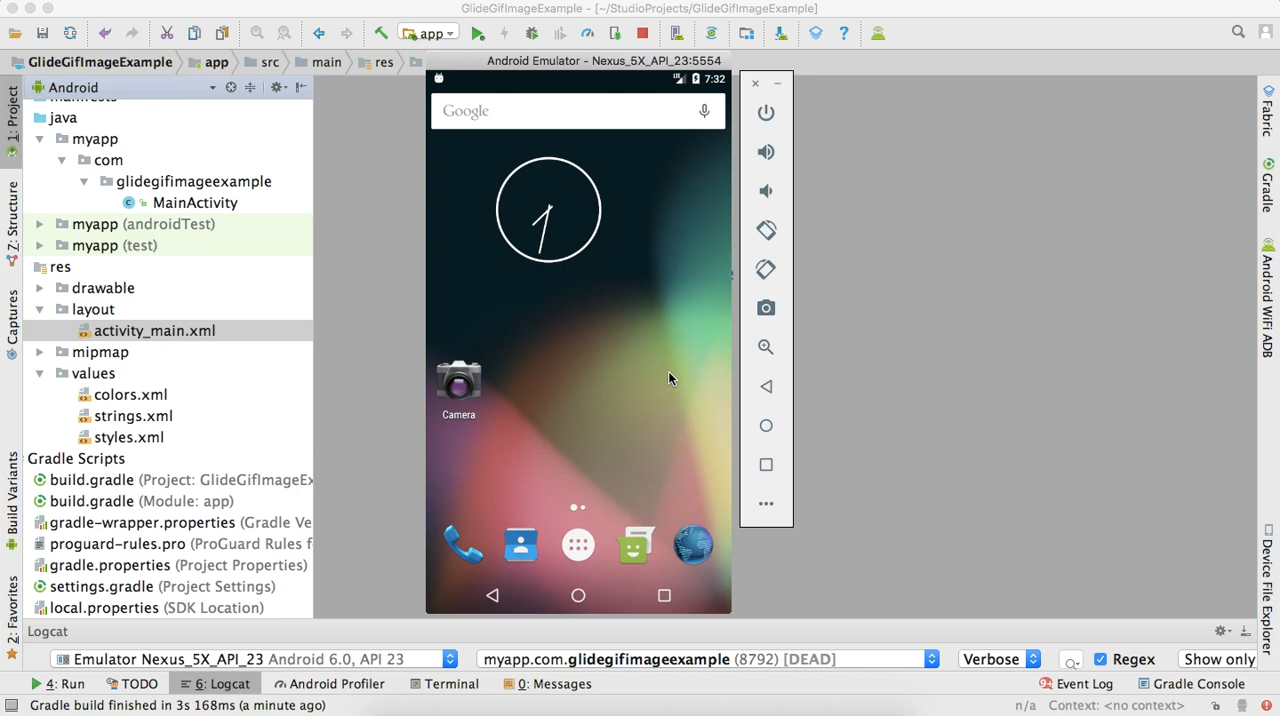 GlideGifImageExample - [~/StudioProjects/GlideGifImageExample]
app
GlideGifImageExample
app
src
main
res
Android Emulator - Nexus_5X_API_23:5554
1: Project
Z: Structure
Captures
Build Variants
2: Favorites
Android
manifests
java
myapp
com
glidegifimageexample
MainActivity
myapp (androidTest)
myapp (test)
res
drawable
layout
activity_main.xml
mipmap
values
colors.xml
strings.xml
styles.xml
Gradle Scripts
build.gradle (Project: GlideGifImageEx
build.gradle (Module: app)
gradle-wrapper.properties (Gradle Ve
proguard-rules.pro (ProGuard Rules f
gradle.properties (Project Properties)
settings.gradle (Project Settings)
local.properties (SDK Location)
7:32
Google
Camera
Fabric
Gradle
Android WiFi ADB
Device File Explorer
Logcat
Emulator Nexus_5X_API_23 Android 6.0, API 23
myapp.com.glidegifimageexample (8792) [DEAD]
Verbose
Regex
Show only
4: Run
TODO
6: Logcat
Android Profiler
Terminal
0: Messages
Event Log
Gradle Console
Gradle build finished in 3s 168ms (a minute ago)
n/a
Context: <no context>